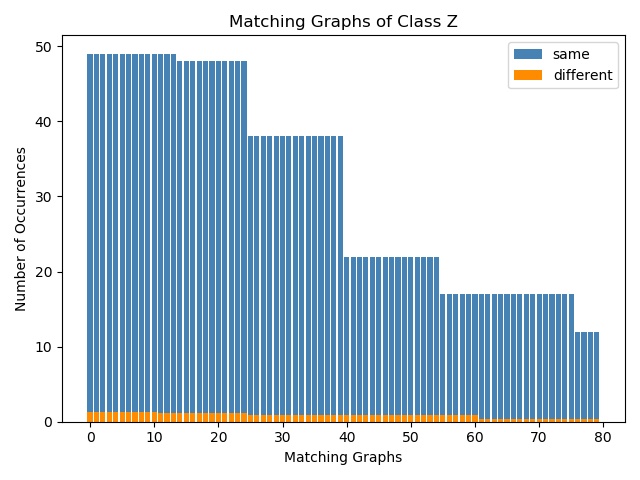 Matching Graphs of Class Z
same
different
Number of Occurrences
50
40
30
20
10
0
0 10 20 30 40 50 60 70 80
Matching Graphs